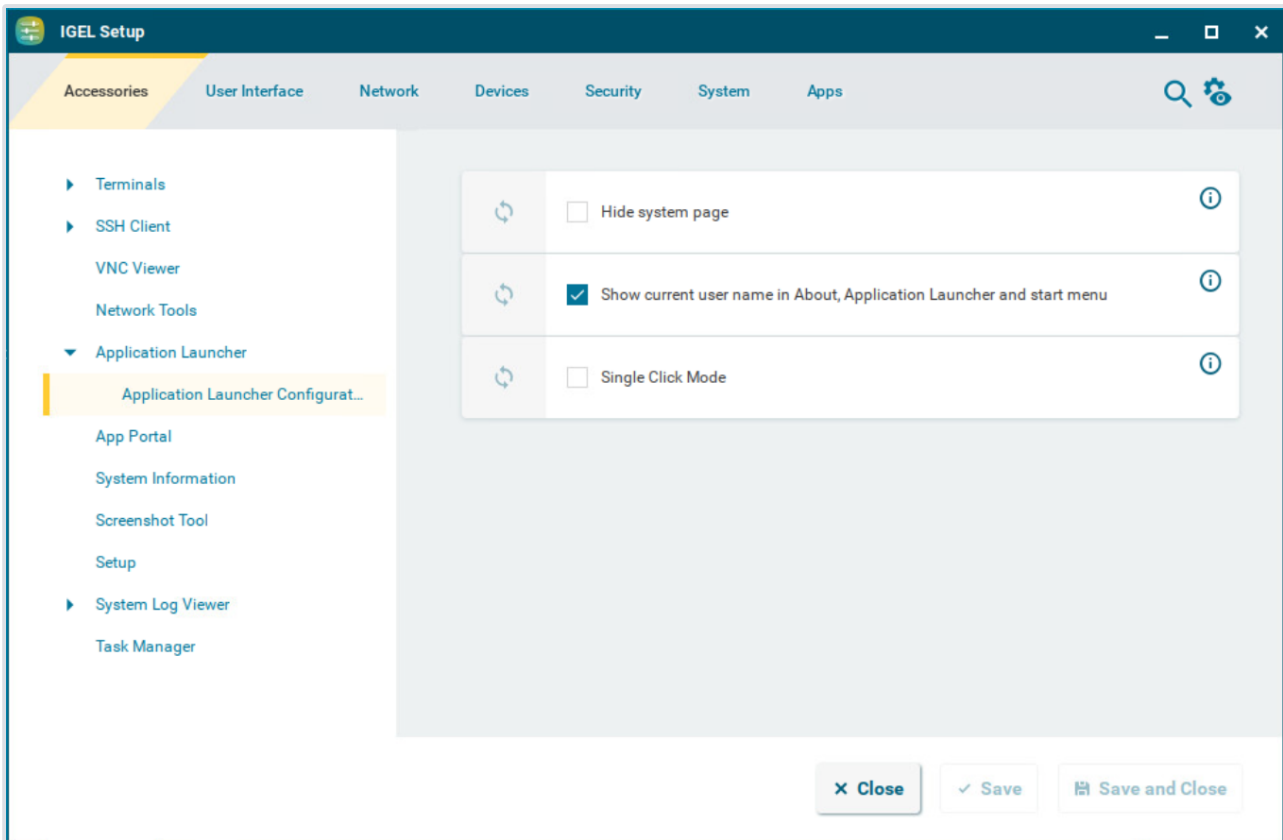 IGEL Setup
Accessories User Interface Network Devices Security System Apps
Terminals
SSH Client
VNC Viewer
Network Tools
Application Launcher
Application Launcher Configurat...
App Portal
System Information
Screenshot Tool
Setup
System Log Viewer
Task Manager
Hide system page
Show current user name in About, Application Launcher and start menu
Single Click Mode
Close Save Save and Close